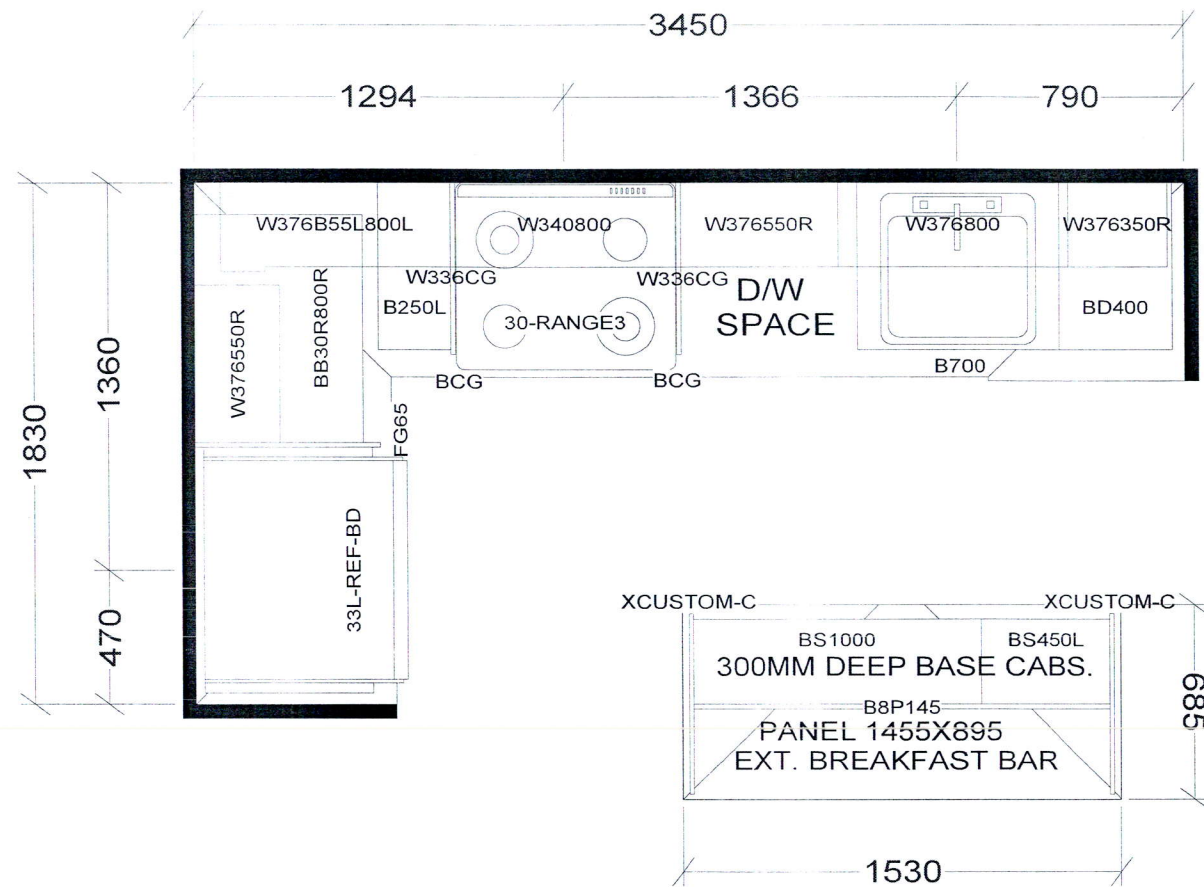 3450
1294
1366
790
W376B55L800L
W340800
W376550R
W376800
W376350R
W336CG
W336CG
D/W
SPACE
B250L
30-RANGE3
BD400
W376550R
BB30R800R
B700
BCG
BCG
FG65
1360
1830
33L-REF-BD
470
XCUSTOM-C
XCUSTOM-C
BS1000
BS450L
300MM DEEP BASE CABS.
B8P145
PANEL 1455X895
EXT. BREAKFAST BAR
685
1530